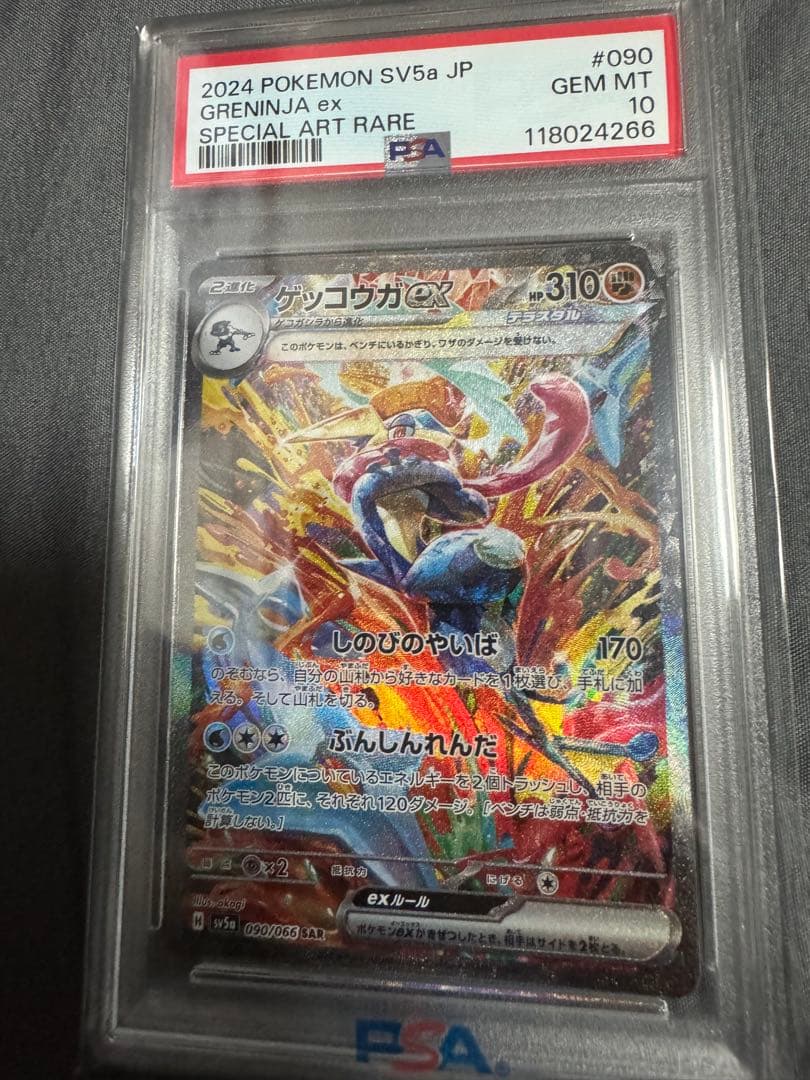 2024 POKEMON SV5a JP #090
GRENINJA ex GEM MT
SPECIAL ART RARE 10
PSA 118024266
2進化 ゲッコウガex HP310
ゲコガシラから進化 テラスタル
このポケモンは、ベンチにいるかぎり、ワザのダメージを受けない。
しのびのやいば 170
のぞむなら、自分の山札から好きなカードを1枚選び、手札に加
える。そして山札を切る。
ぶんしんれんだ
このポケモンについているエネルギーを2個トラッシュし、相手の
ポケモン2匹に、それぞれ120ダメージ。[ベンチは弱点・抵抗力を
計算しない。]
弱点 ×2 抵抗力 にげる
Illus. akagi
exルール
H sv5a 090/066 SAR
ポケモンexがきぜつしたとき、相手はサイドを2枚とる。
PSA